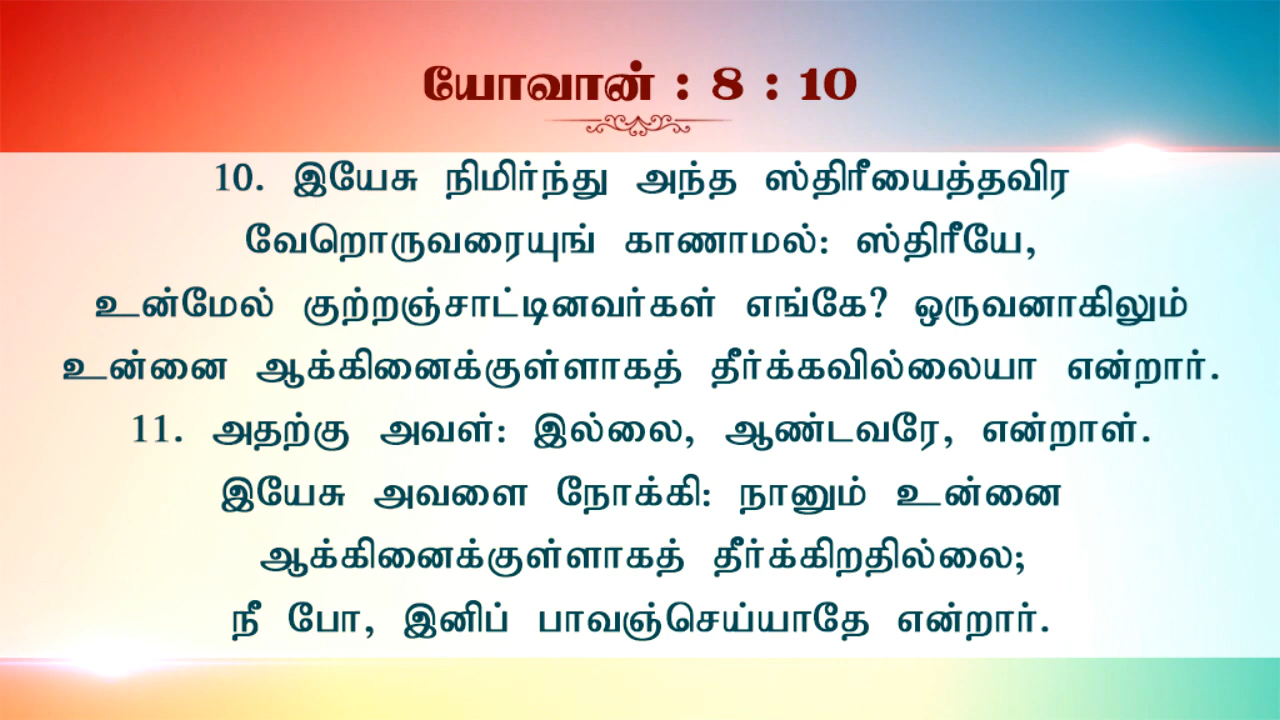 யோவான் : 8 : 10
10. இயேசு நிமிர்ந்து அந்த ஸ்திரீயைத்தவிர
வேறொருவரையுங் காணாமல்: ஸ்திரீயே,
உன்மேல் குற்றஞ்சாட்டினவர்கள் எங்கே? ஒருவனாகிலும்
உன்னை ஆக்கினைக்குள்ளாகத் தீர்க்கவில்லையா என்றார்.
11. அதற்கு அவள்: இல்லை, ஆண்டவரே, என்றாள்.
இயேசு அவளை நோக்கி: நானும் உன்னை
ஆக்கினைக்குள்ளாகத் தீர்க்கிறதில்லை;
நீ போ, இனிப் பாவஞ்செய்யாதே என்றார்.